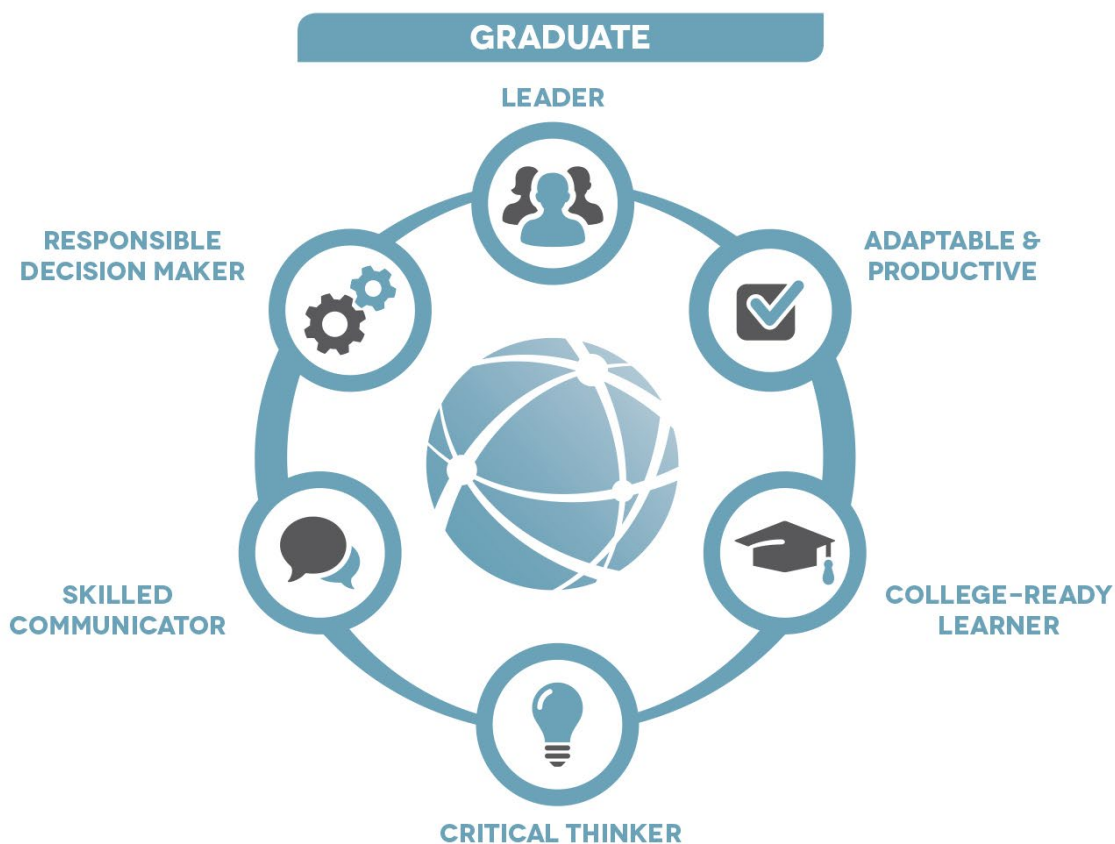 GRADUATE
LEADER
RESPONSIBLE
DECISION MAKER
ADAPTABLE &
PRODUCTIVE
SKILLED
COMMUNICATOR
COLLEGE-READY
LEARNER
CRITICAL THINKER